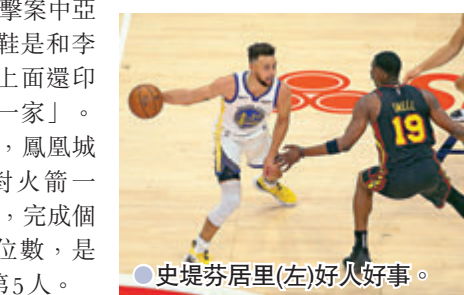 擊案中亞
鞋是和李
上面還印
一家」。
，鳳凰城
對火箭一
，完成個
位數，是
第5人。
SNELL
19
●史堤芬居里(左)好人好事。